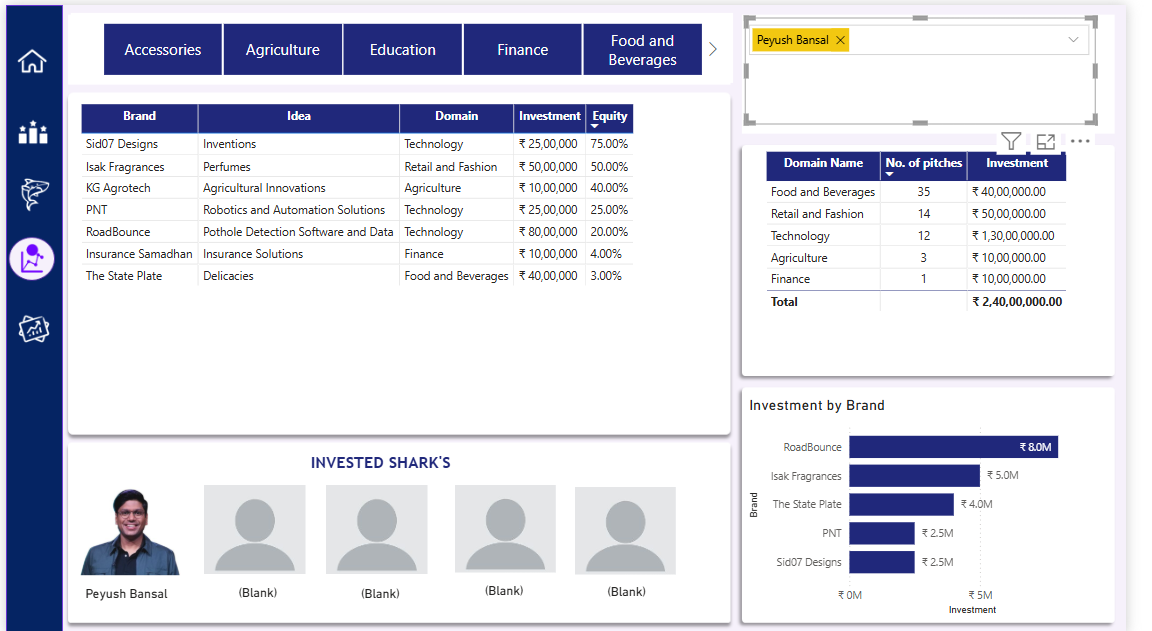 Accessories Agriculture Education Finance Food and Beverages
Peyush Bansal
Brand Idea Domain Investment Equity
Sid07 Designs Inventions Technology ₹ 25,00,000 75.00%
Isak Fragrances Perfumes Retail and Fashion ₹ 50,00,000 50.00%
KG Agrotech Agricultural Innovations Agriculture ₹ 10,00,000 40.00%
PNT Robotics and Automation Solutions Technology ₹ 25,00,000 25.00%
RoadBounce Pothole Detection Software and Data Technology ₹ 80,00,000 20.00%
Insurance Samadhan Insurance Solutions Finance ₹ 10,00,000 4.00%
The State Plate Delicacies Food and Beverages ₹ 40,00,000 3.00%
Domain Name No. of pitches Investment
Food and Beverages 35 ₹ 40,00,000.00
Retail and Fashion 14 ₹ 50,00,000.00
Technology 12 ₹ 1,30,00,000.00
Agriculture 3 ₹ 10,00,000.00
Finance 1 ₹ 10,00,000.00
Total ₹ 2,40,00,000.00
INVESTED SHARK'S
Peyush Bansal (Blank) (Blank) (Blank) (Blank)
Investment by Brand
Brand
RoadBounce ₹ 8.0M
Isak Fragrances ₹ 5.0M
The State Plate ₹ 4.0M
PNT ₹ 2.5M
Sid07 Designs ₹ 2.5M
₹ 0M ₹ 5M
Investment